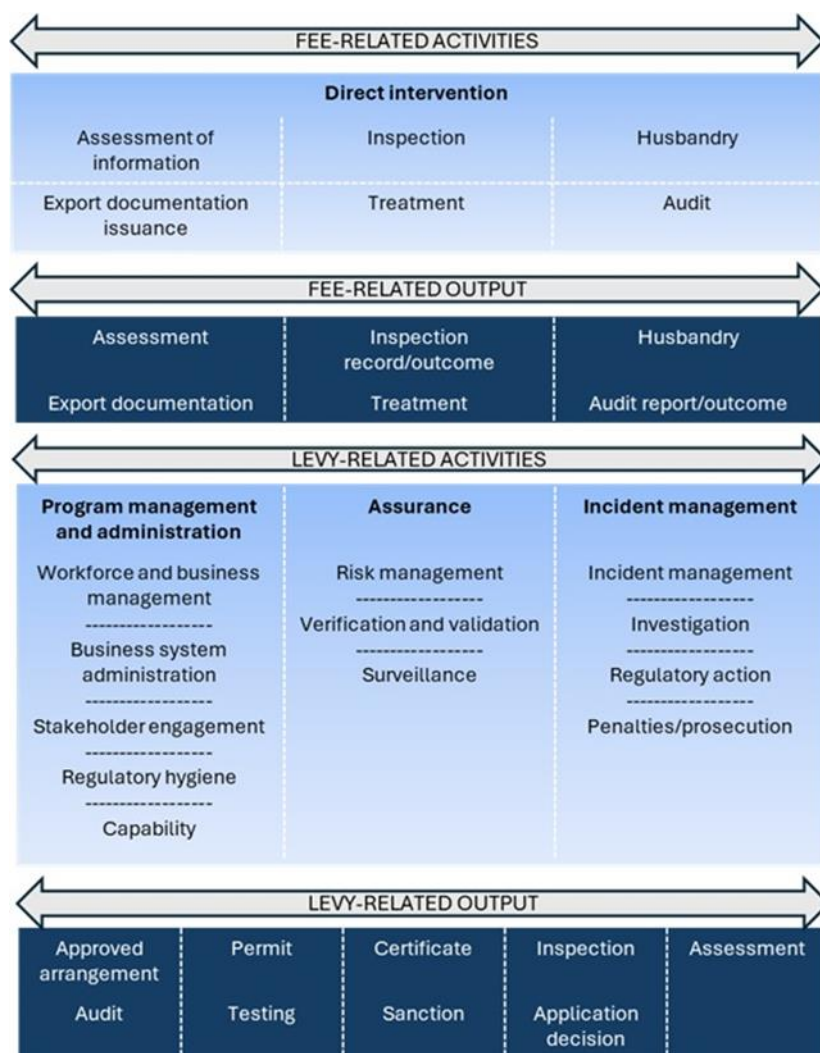 FEE-RELATED ACTIVITIES
Direct intervention
Assessment of
information
Inspection
Husbandry
Export documentation
issuance
Treatment
Audit
FEE-RELATED OUTPUT
Assessment
Inspection
record/outcome
Husbandry
Export documentation
Treatment
Audit report/outcome
LEVY-RELATED ACTIVITIES
Program management
and administration
Workforce and business
management
------------------
Business system
administration
------------------
Stakeholder engagement
------------------
Regulatory hygiene
------------------
Capability
Assurance
Risk management
------------------
Verification and validation
------------------
Surveillance
Incident management
Incident management
------------------
Investigation
------------------
Regulatory action
------------------
Penalties/prosecution
LEVY-RELATED OUTPUT
Approved
arrangement
Permit
Certificate
Inspection
Assessment
Audit
Testing
Sanction
Application
decision